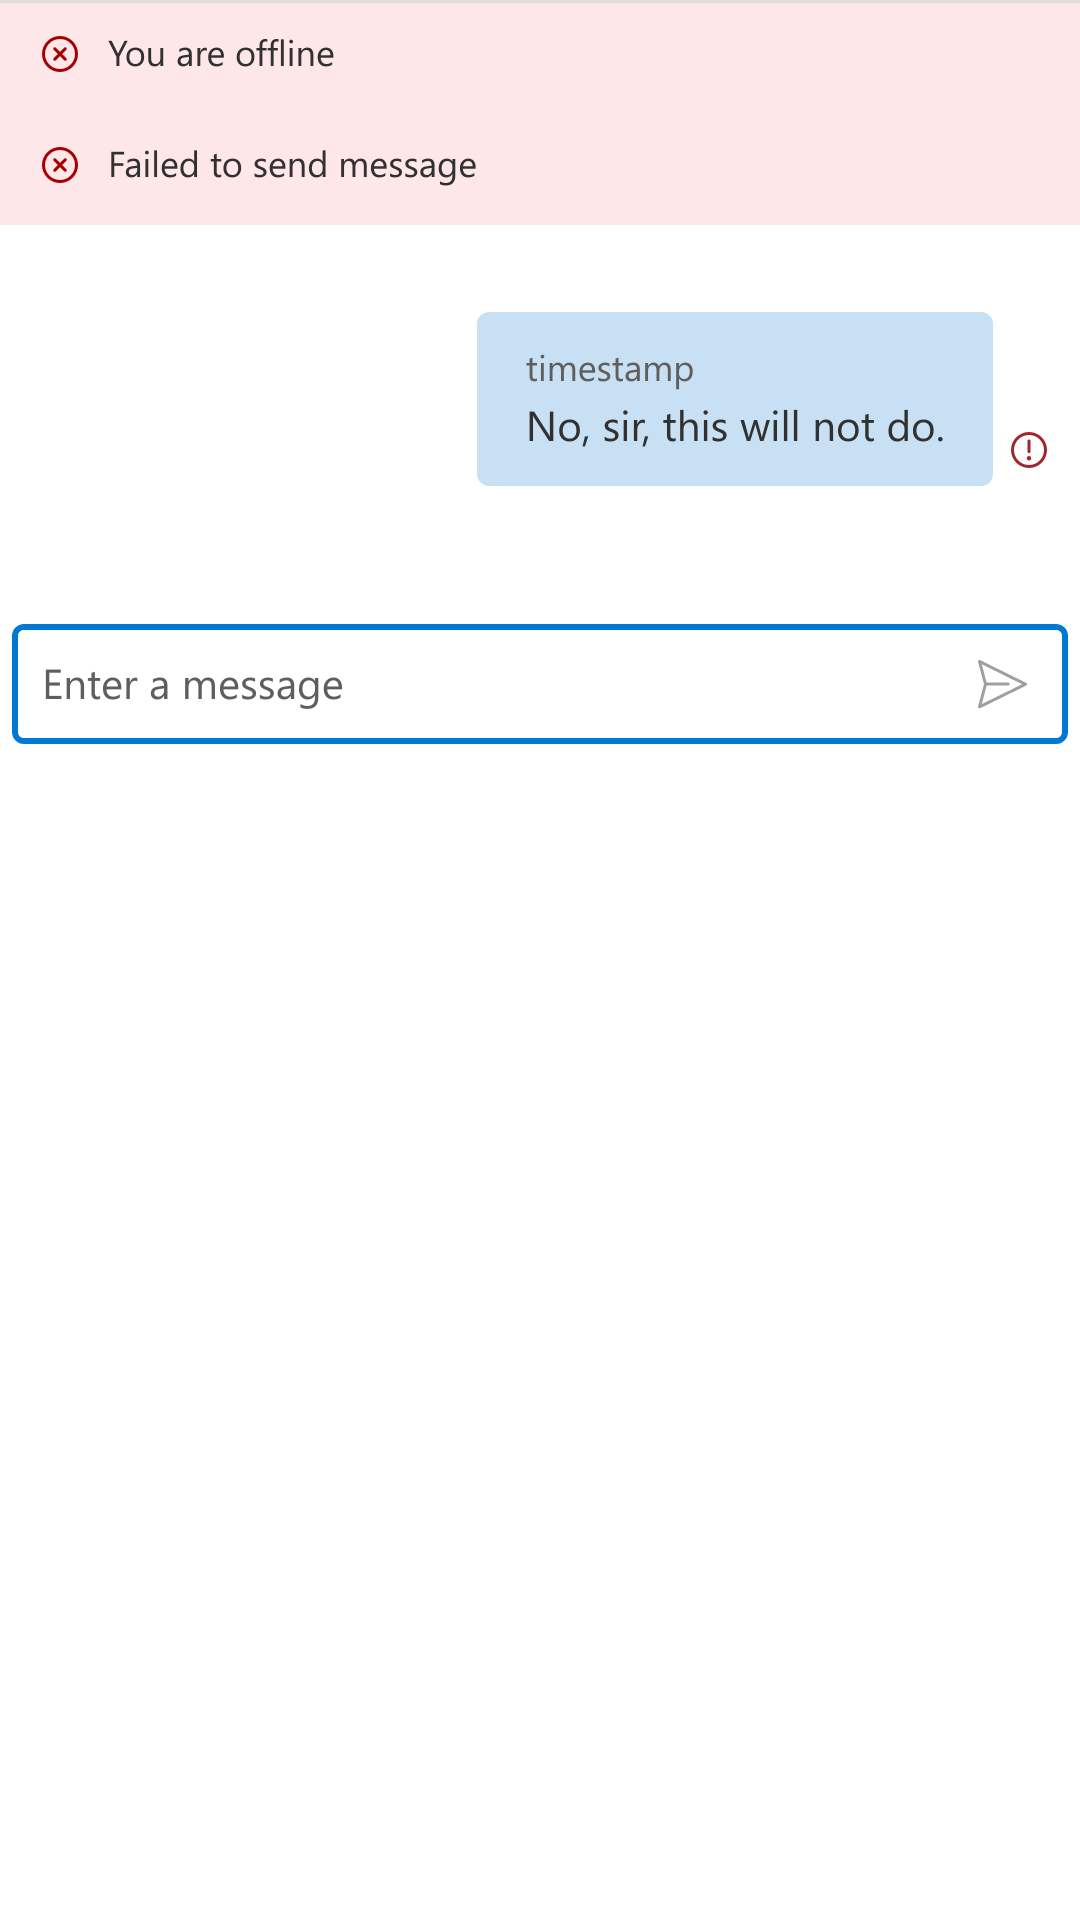 You are offline
Failed to send message
timestamp
No, sir, this will not do.
Enter a message